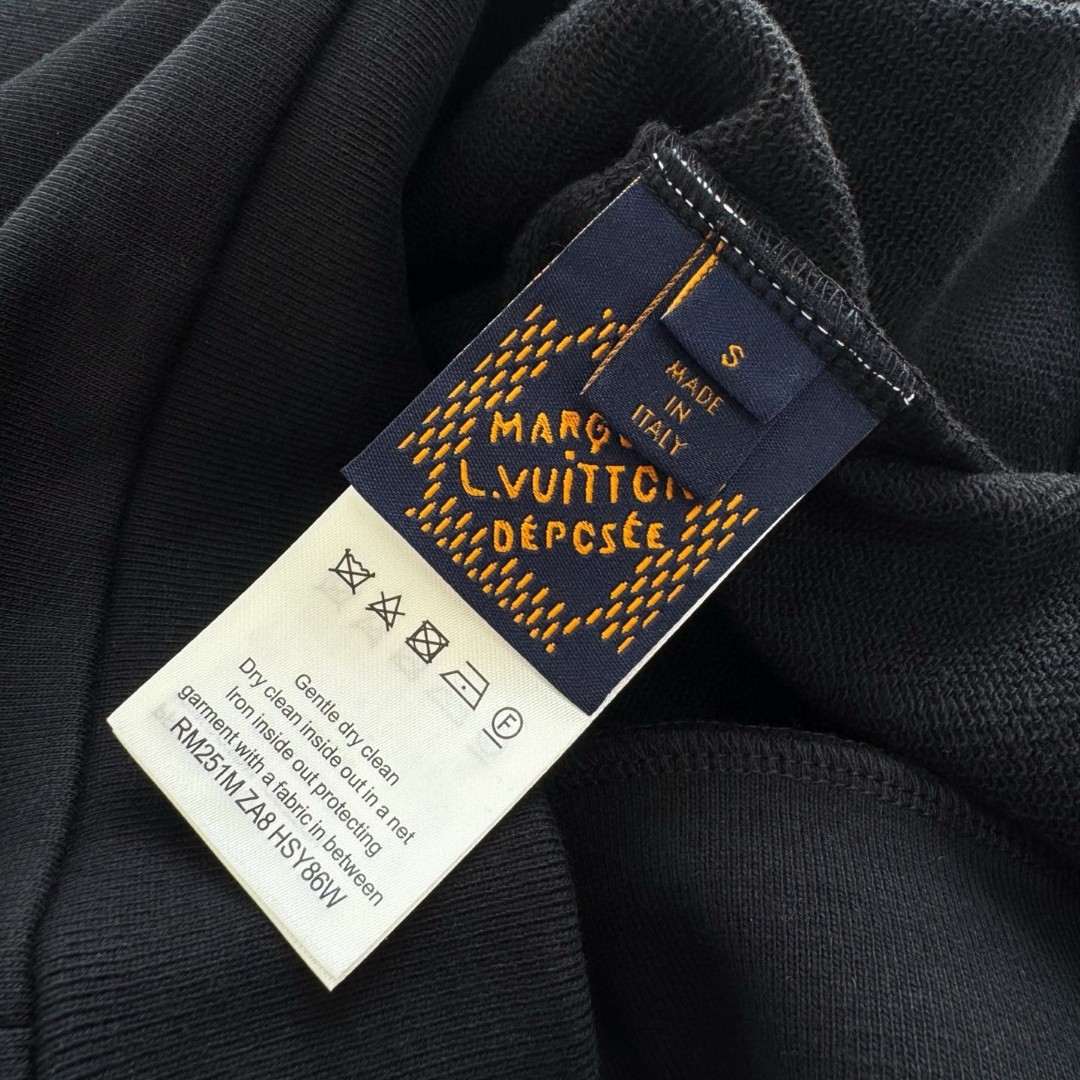 S
MADE
IN
ITALY
L.VUiTTON
DÉPOSÉE
F
Gentle dry clean
Dry clean inside out in a net
Iron inside out protecting
garment with a fabric in between
RM251M ZA8 HSY86W